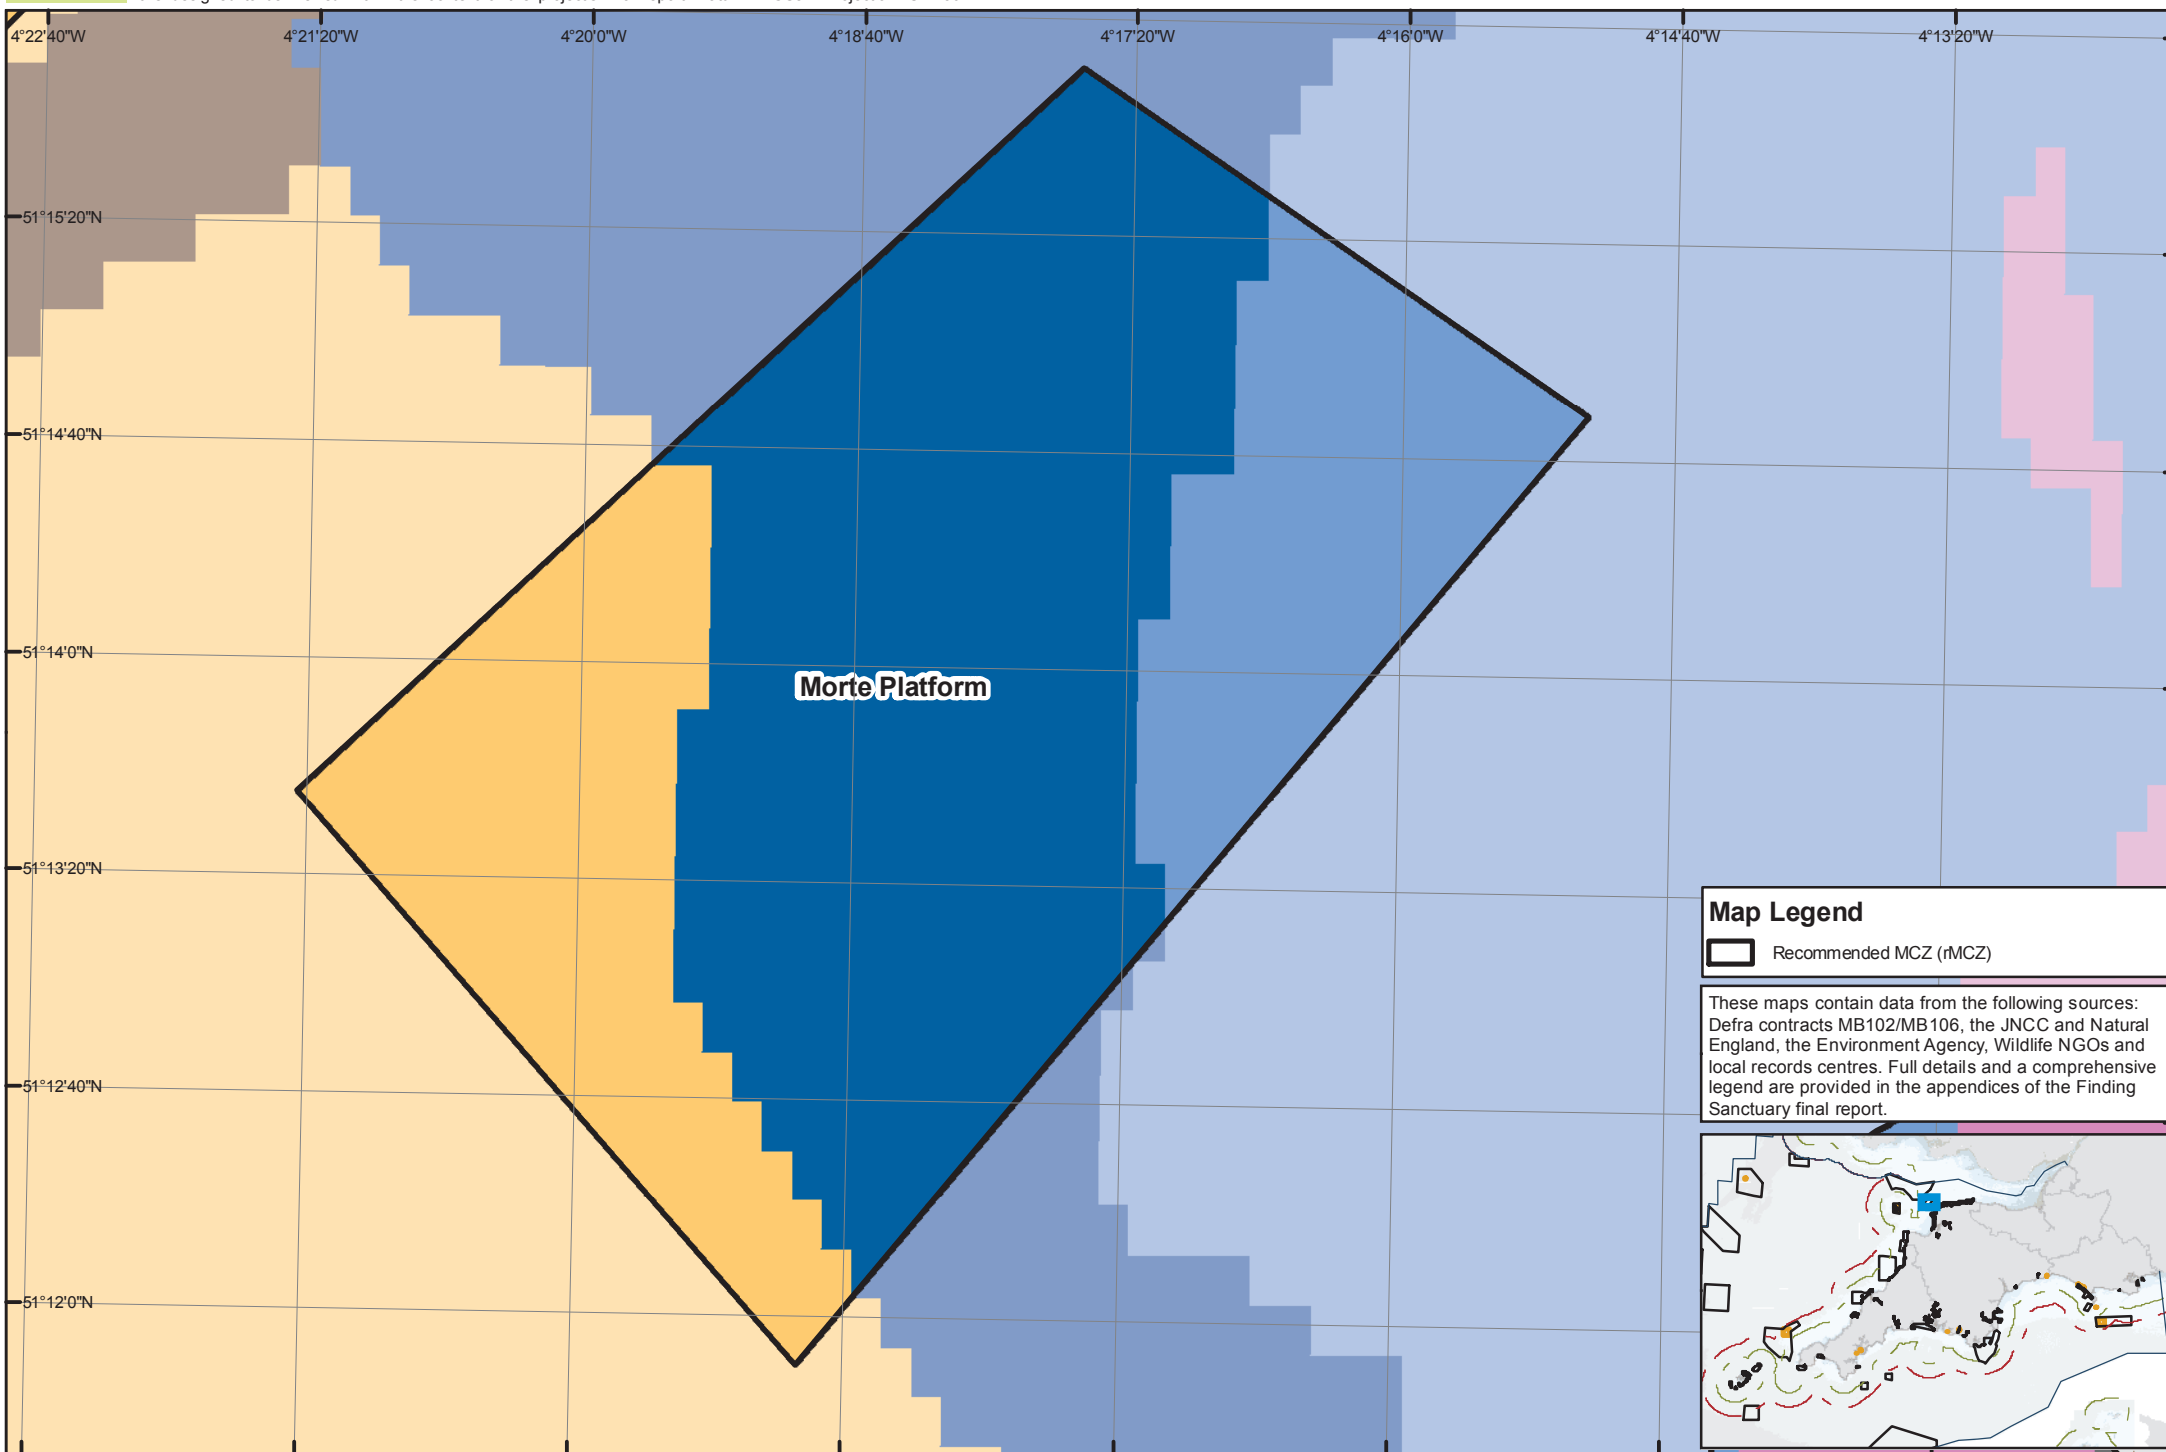 4°22'40"W 4°21'20"W 4°20'0"W 4°18'40"W 4°17'20"W 4°16'0"W 4°14'40"W 4°13'20"W
51°15'20"N
51°14'40"N
51°14'0"N
Morte Platform
51°13'20"N
51°12'40"N
51°12'0"N
Map Legend
Recommended MCZ (rMCZ)
These maps contain data from the following sources:
Defra contracts MB102/MB106, the JNCC and Natural
England, the Environment Agency, Wildlife NGOs and
local records centres. Full details and a comprehensive
legend are provided in the appendices of the Finding
Sanctuary final report.